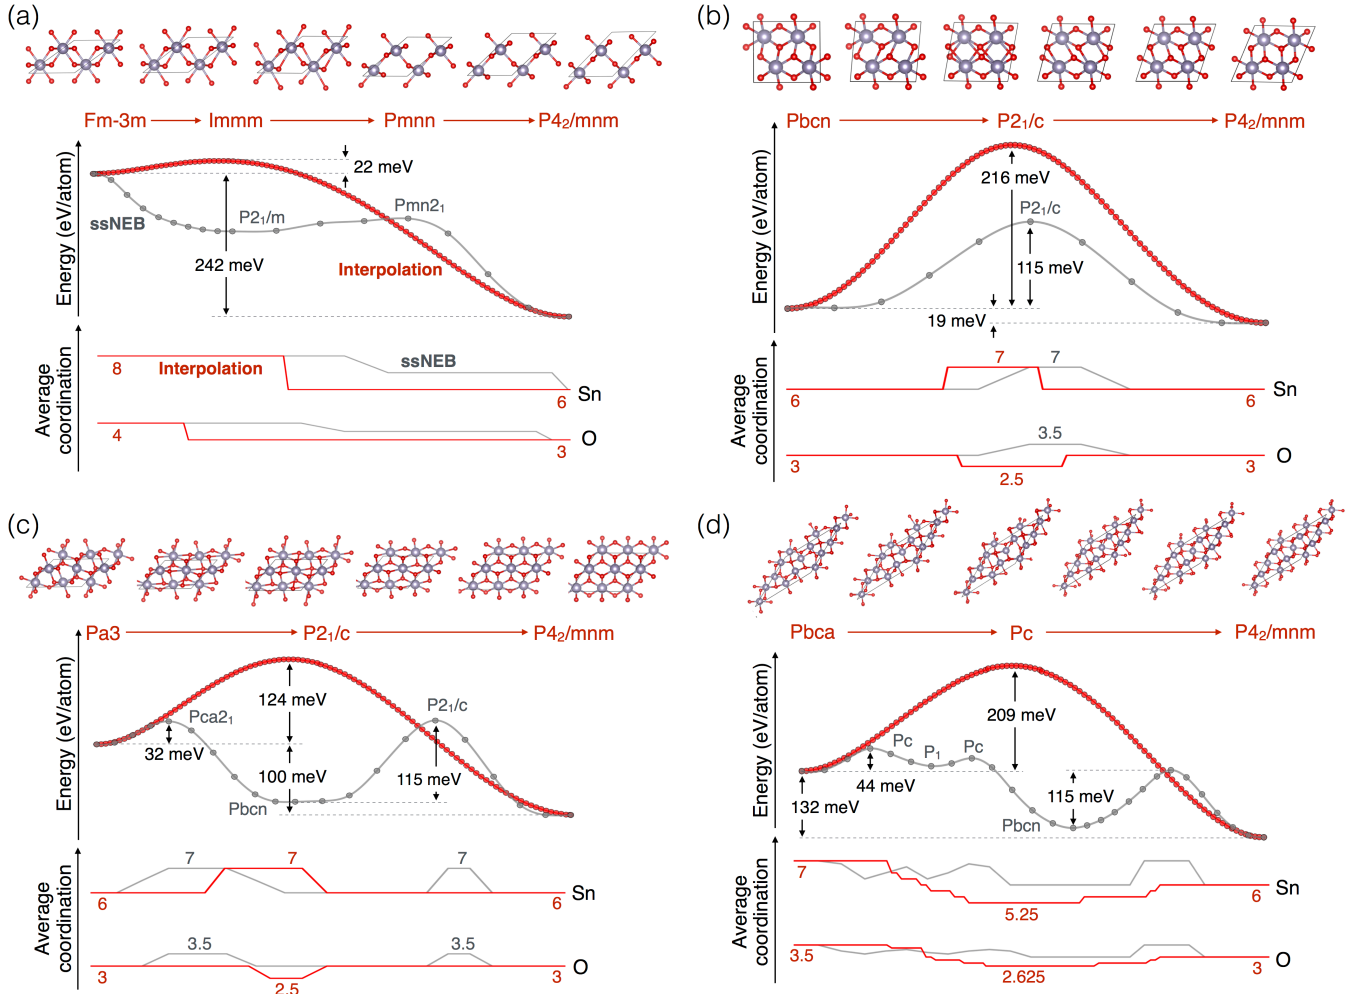 (a)
Fm-3m Immm Pmnn P4₂/mnm
Energy (eV/atom)
22 meV
ssNEB
P2₁/m
Pmn2₁
242 meV
Interpolation
Average
coordination
8
Interpolation
ssNEB
6
Sn
4
3
O
(b)
Pbcn P2₁/c P4₂/mnm
Energy (eV/atom)
216 meV
P2₁/c
115 meV
19 meV
Average
coordination
7
7
6
6
Sn
3.5
3
2.5
3
O
(c)
Pa3 P2₁/c P4₂/mnm
Energy (eV/atom)
Pca2₁
32 meV
124 meV
100 meV
Pbcn
P2₁/c
115 meV
Average
coordination
7
7
7
6
6
Sn
3.5
3.5
3
2.5
3
O
(d)
Pbca Pc P4₂/mnm
Energy (eV/atom)
209 meV
Pc
P₁
Pc
44 meV
132 meV
115 meV
Pbcn
Average
coordination
7
5.25
6
Sn
3.5
2.625
3
O